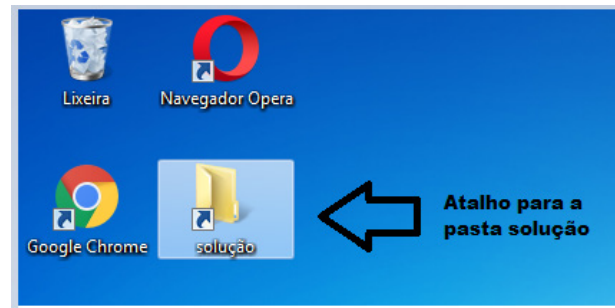 Lixeira
Navegador Opera
Google Chrome
solução
Atalho para a
pasta solução